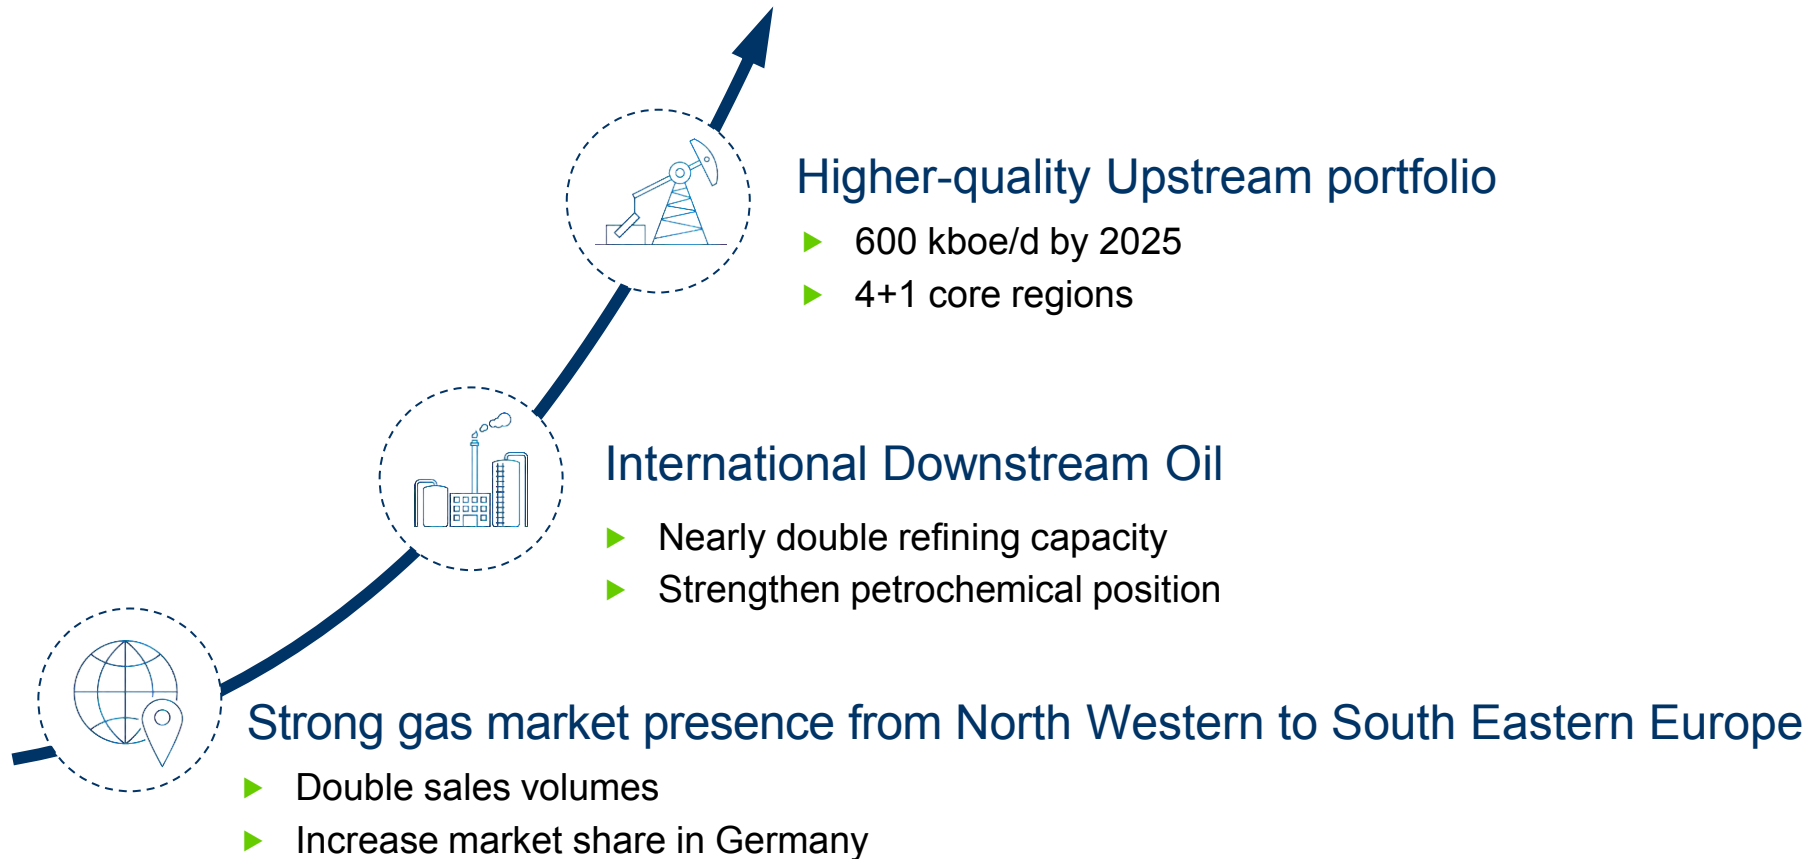 Higher-quality Upstream portfolio
600 kboe/d by 2025
4+1 core regions
International Downstream Oil
Nearly double refining capacity
Strengthen petrochemical position
Strong gas market presence from North Western to South Eastern Europe
Double sales volumes
Increase market share in Germany